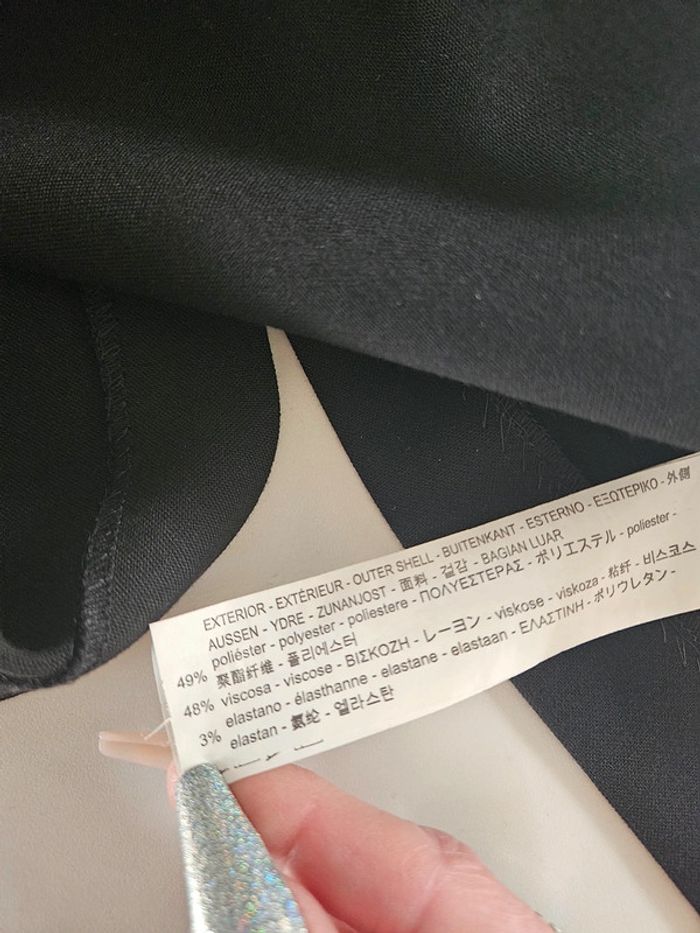 EXTERIOR - EXTÉRIEUR - OUTER SHELL - BUITENKANT - ESTERNO - ΕΞΩΤΕΡΙΚΟ - 外側
AUSSEN - YDRE - ZUNANJOST - 面料 - 겉감 - BAGIAN LUAR
49% poliéster - polyester - poliestere - ΠΟΛΥΕΣΤΕΡΑΣ - ポリエステル - poliester -
聚酯纤维 - 폴리에스터
48% viscosa - viscose - ΒΙΣΚΟΖΗ - レーヨン - viskose - viskoza - 粘纤 - 비스코스
elastano - élasthanne - elastane - elastaan - ΕΛΑΣΤΙΝΗ - ポリウレタン -
3% elastan - 氨纶 - 엘라스탄